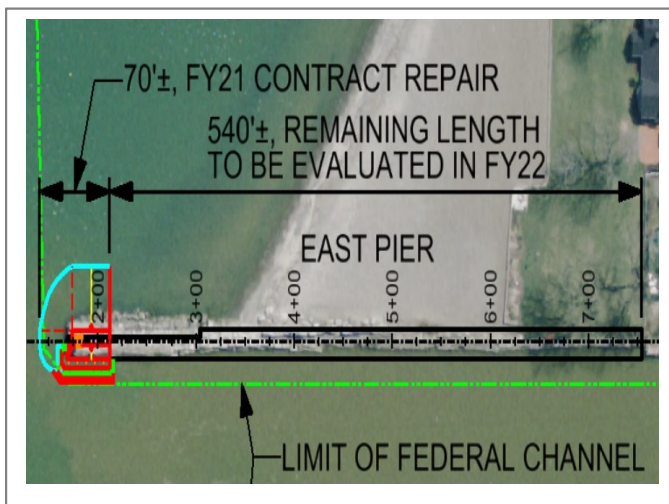 70'±, FY21 CONTRACT REPAIR
540'±, REMAINING LENGTH
TO BE EVALUATED IN FY22
EAST PIER
2+00
3+00
4+00
5+00
6+00
7+00
LIMIT OF FEDERAL CHANNEL